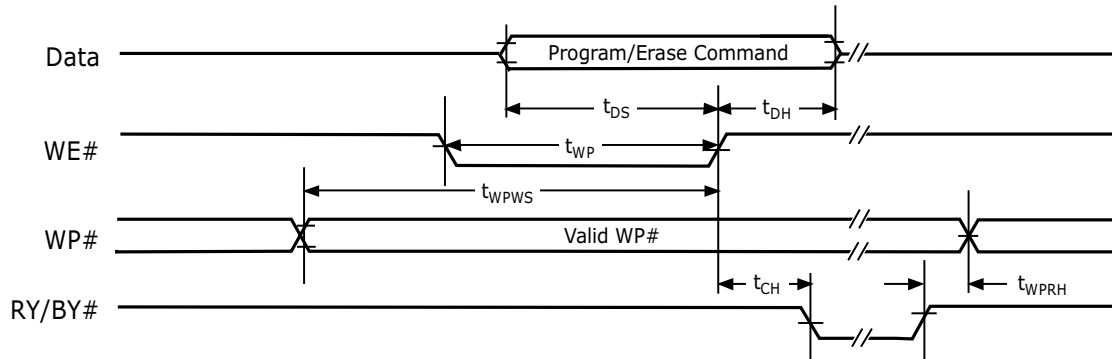 Data
Program/Erase Command
tDS
tDH
WE#
tWP
tWPWS
WP#
Valid WP#
tCH
tWPRH
RY/BY#